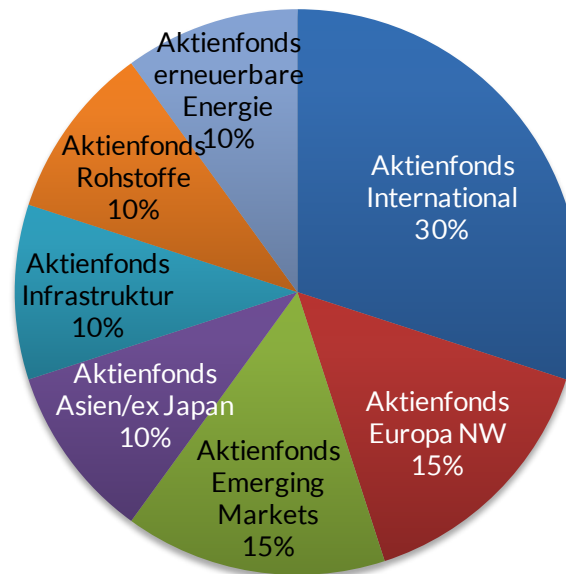 Aktienfonds
erneuerbare
Energie
10%
Aktienfonds
International
30%
Aktienfonds
Rohstoffe
10%
Aktienfonds
Infrastruktur
10%
Aktienfonds
Asien/ex Japan
10%
Aktienfonds
Europa NW
15%
Aktienfonds
Emerging
Markets
15%